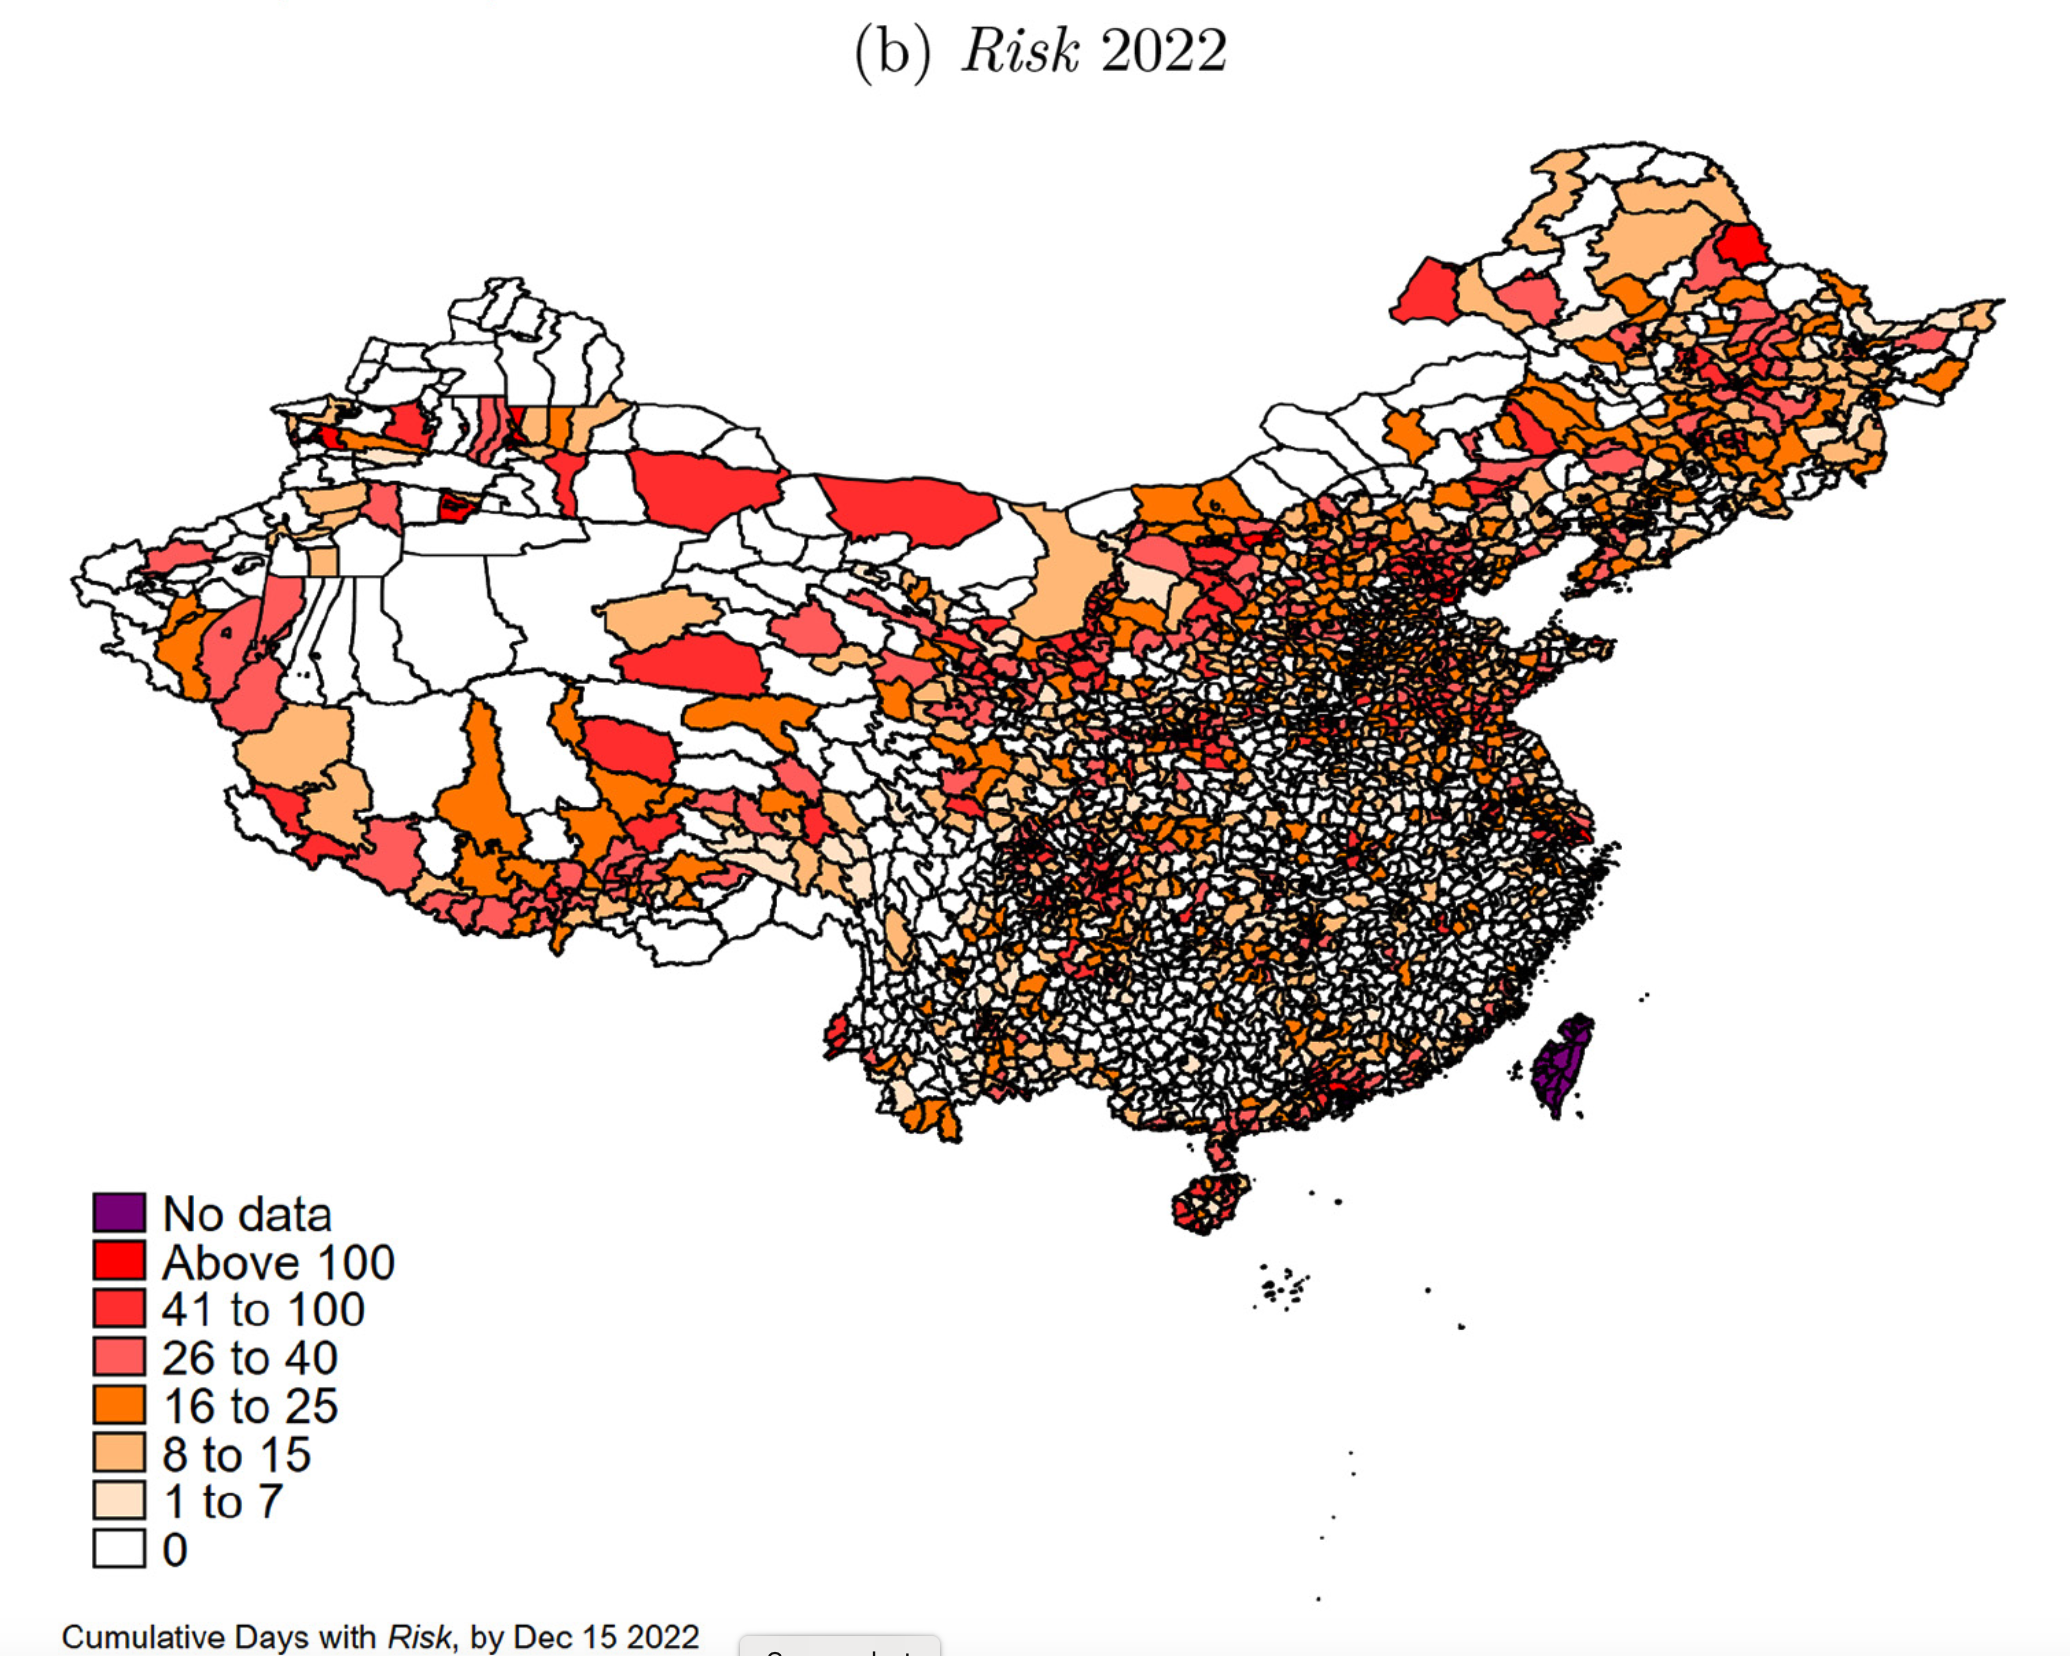 (b) Risk 2022
No data
Above 100
41 to 100
26 to 40
16 to 25
8 to 15
1 to 7
0
Cumulative Days with Risk, by Dec 15 2022